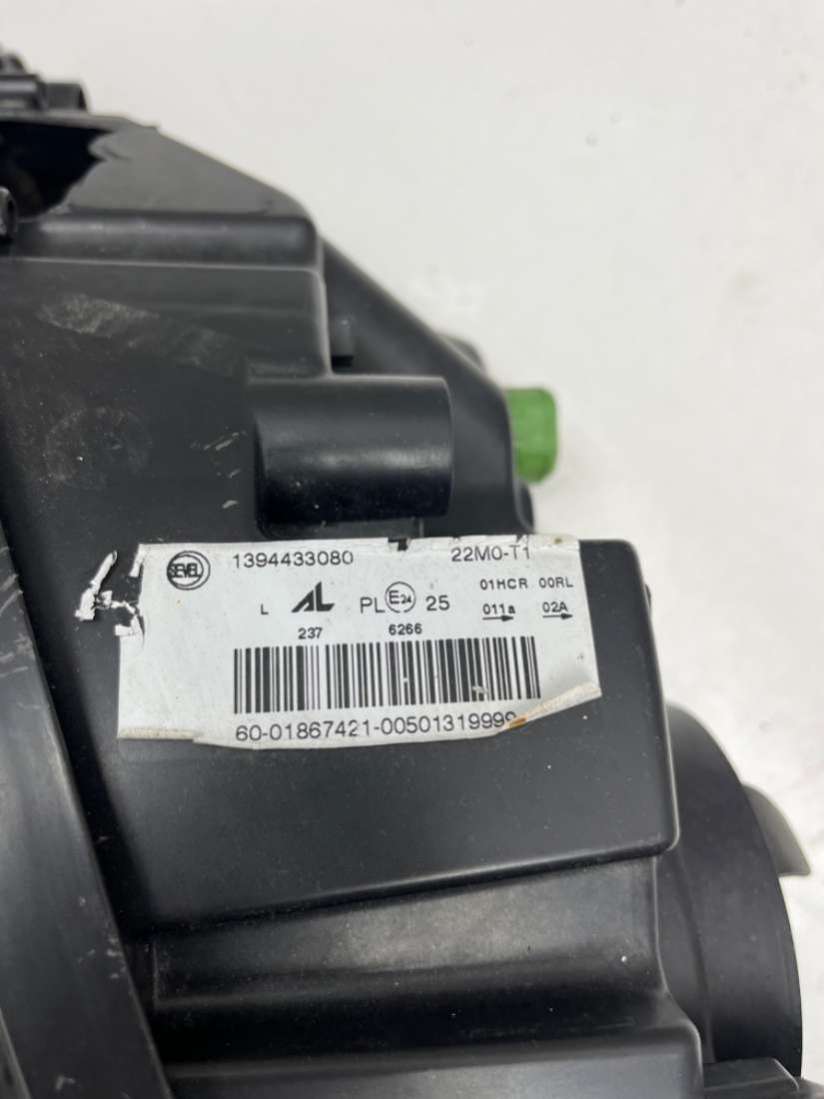 SEVEL 1394433080 22M0-T1
L AL PL E24 25 01HCR 00RL
011a 02A
237 6266
60-01867421-00501319999